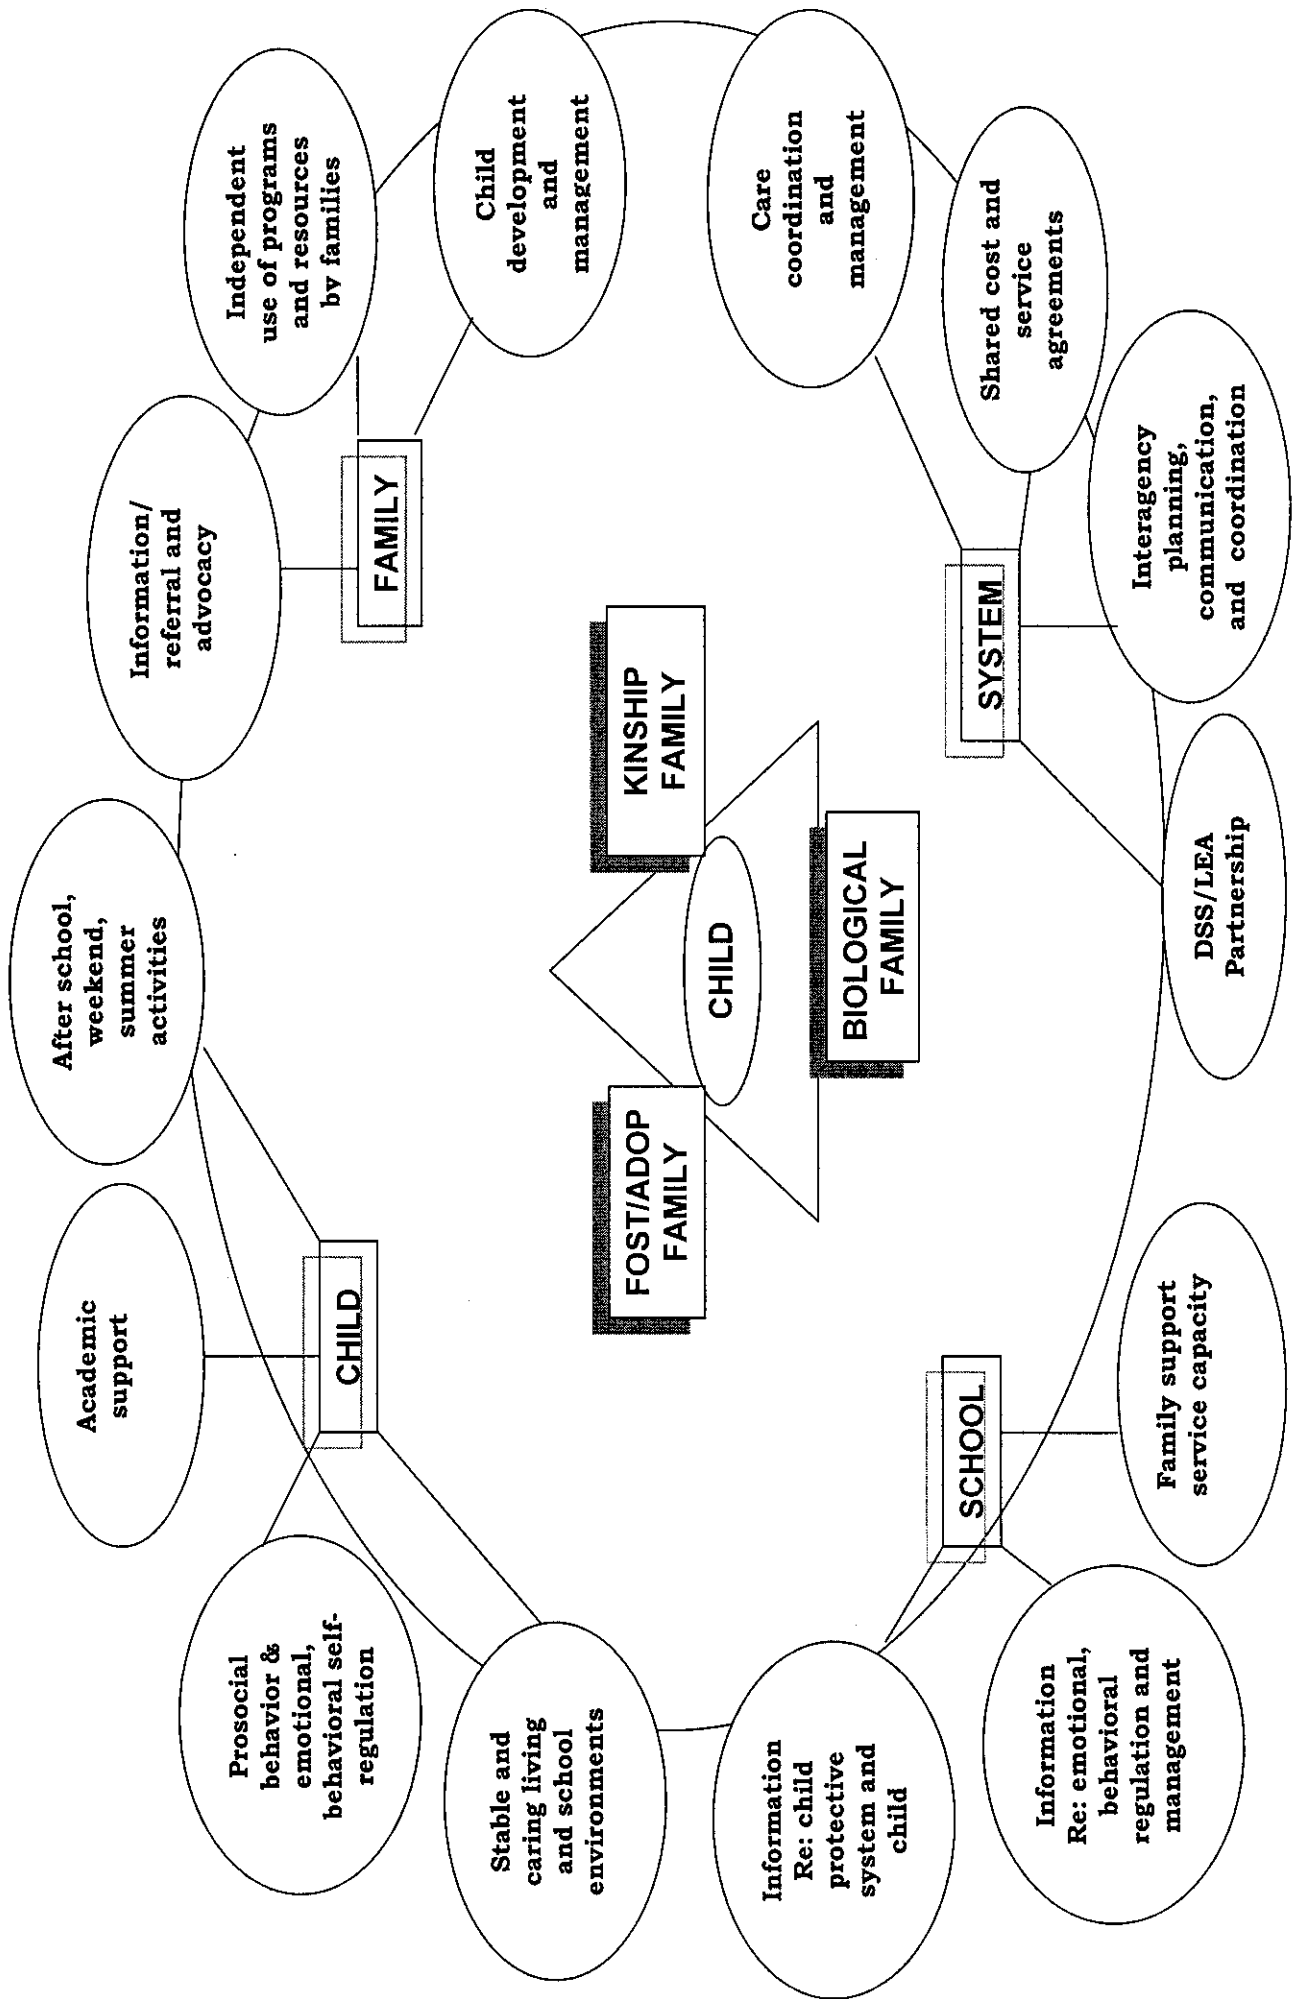 After school,
weekend,
summer
activities
Academic
support
Information/
referral and
advocacy
Prosocial
behavior &
emotional,
behavioral self-
regulation
Independent
use of programs
and resources
by families
CHILD
FAMILY
Stable and
caring living
and school
environments
Child
development
and
management
FOST/ADOP
FAMILY
KINSHIP
FAMILY
CHILD
BIOLOGICAL
FAMILY
Information
Re: child
protective
system and
child
Care
coordination
and
management
SCHOOL
SYSTEM
Shared cost and
service
agreements
Information
Re: emotional,
behavioral
regulation and
management
Family support
service capacity
DSS/LEA
Partnership
Interagency
planning,
communication,
and coordination